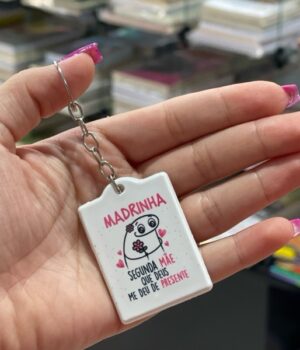 MADRINHA
SEGUNDA MÃE
QUE DEUS
ME DEU DE PRESENTE